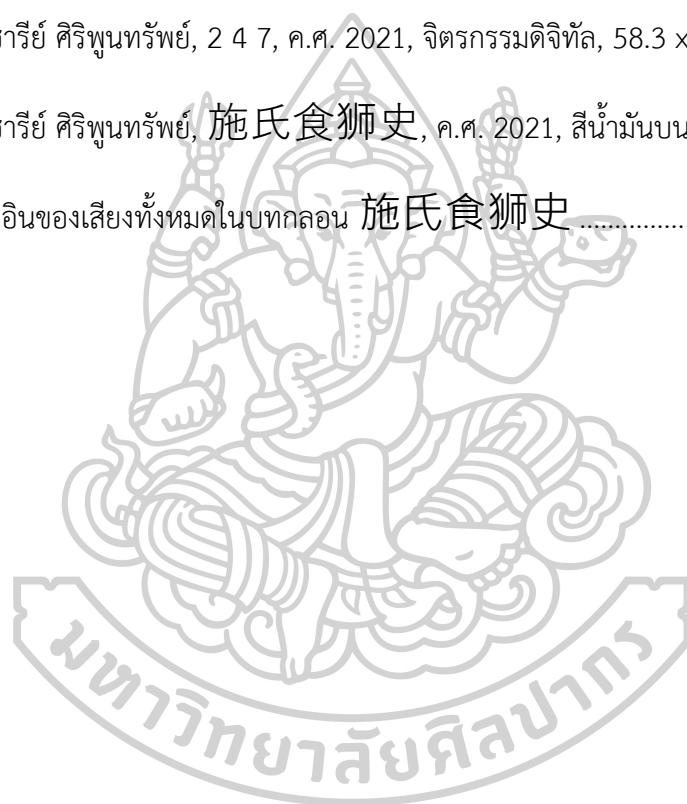 ารีย์ ศิริพูนทรัพย์, 2 4 7, ค.ศ. 2021, จิตรกรรมดิจิทัล, 58.3 x
ารีย์ ศิริพูนทรัพย์, 施氏食狮史, ค.ศ. 2021, สีน้ำมันบน
อินของเสียงทั้งหมดในบทกลอน 施氏食狮史 ...............
มหาวิทยาลัยศิลปากร